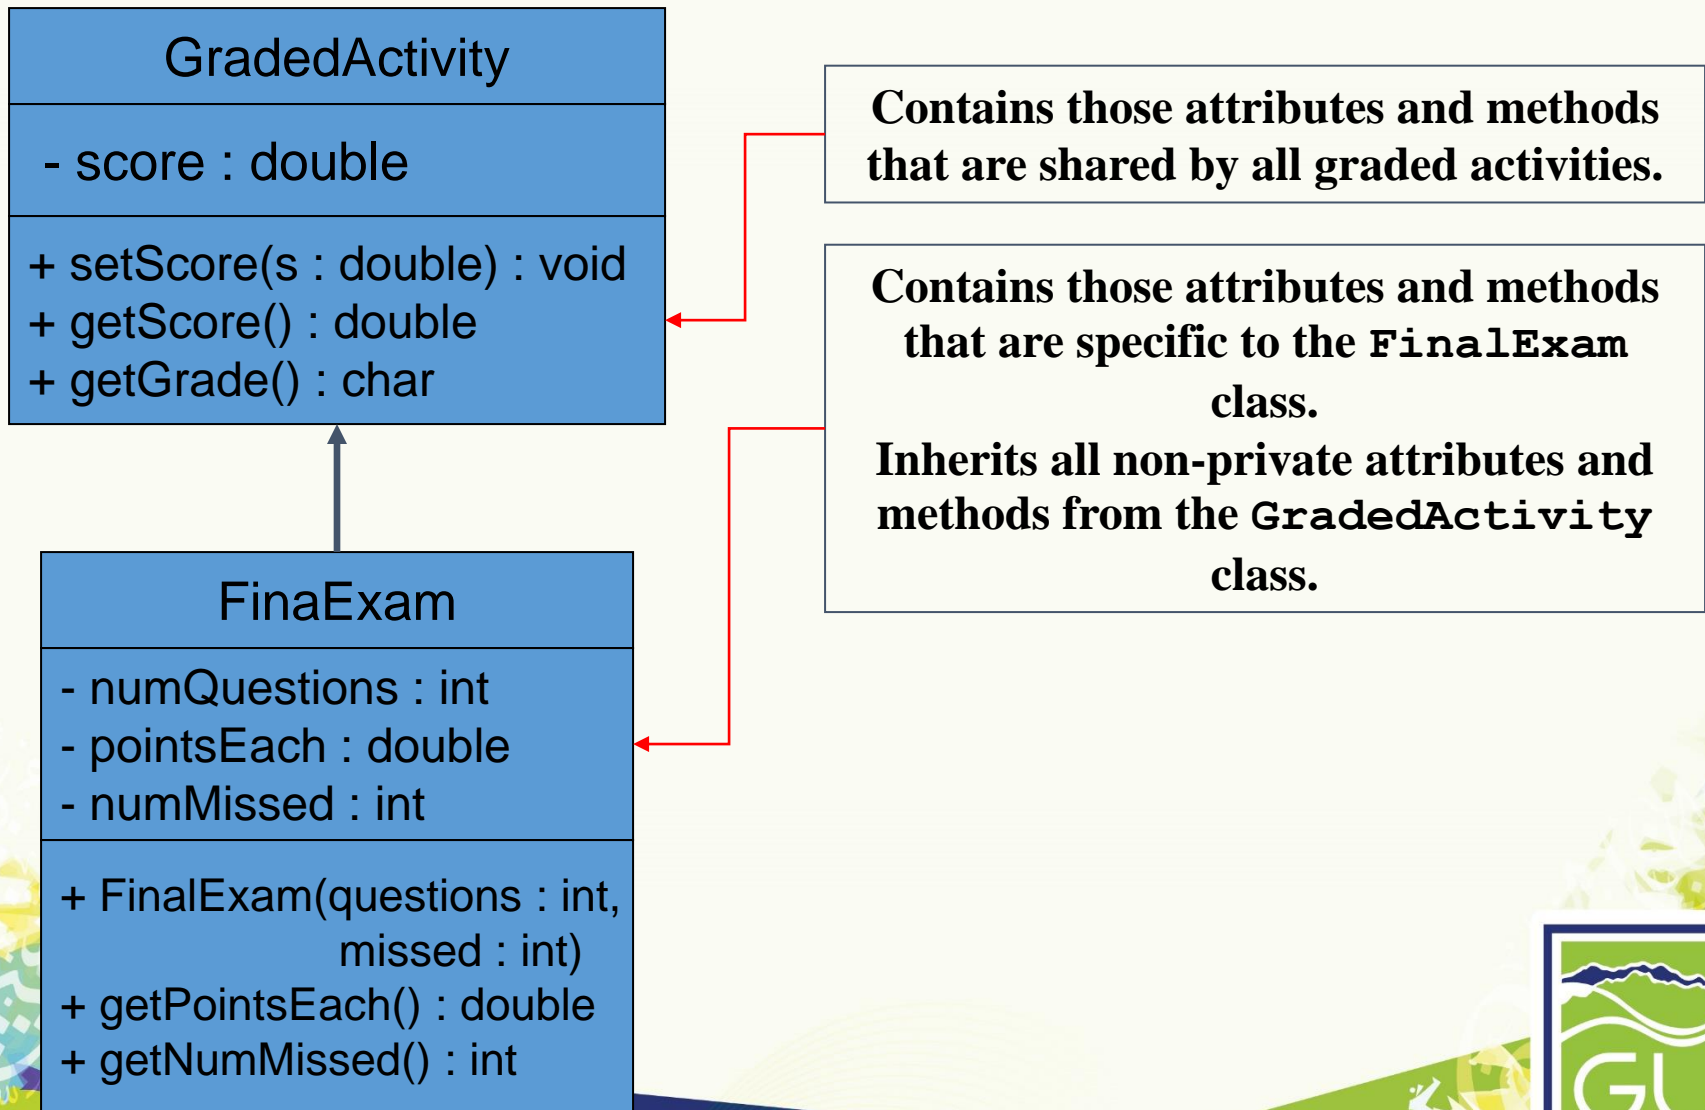 GradedActivity
- score : double
+ setScore(s : double) : void
+ getScore() : double
+ getGrade() : char
Contains those attributes and methods
that are shared by all graded activities.
Contains those attributes and methods
that are specific to the FinalExam
class.
Inherits all non-private attributes and
methods from the GradedActivity
class.
FinaExam
- numQuestions : int
- pointsEach : double
- numMissed : int
+ FinalExam(questions : int,
missed : int)
+ getPointsEach() : double
+ getNumMissed() : int